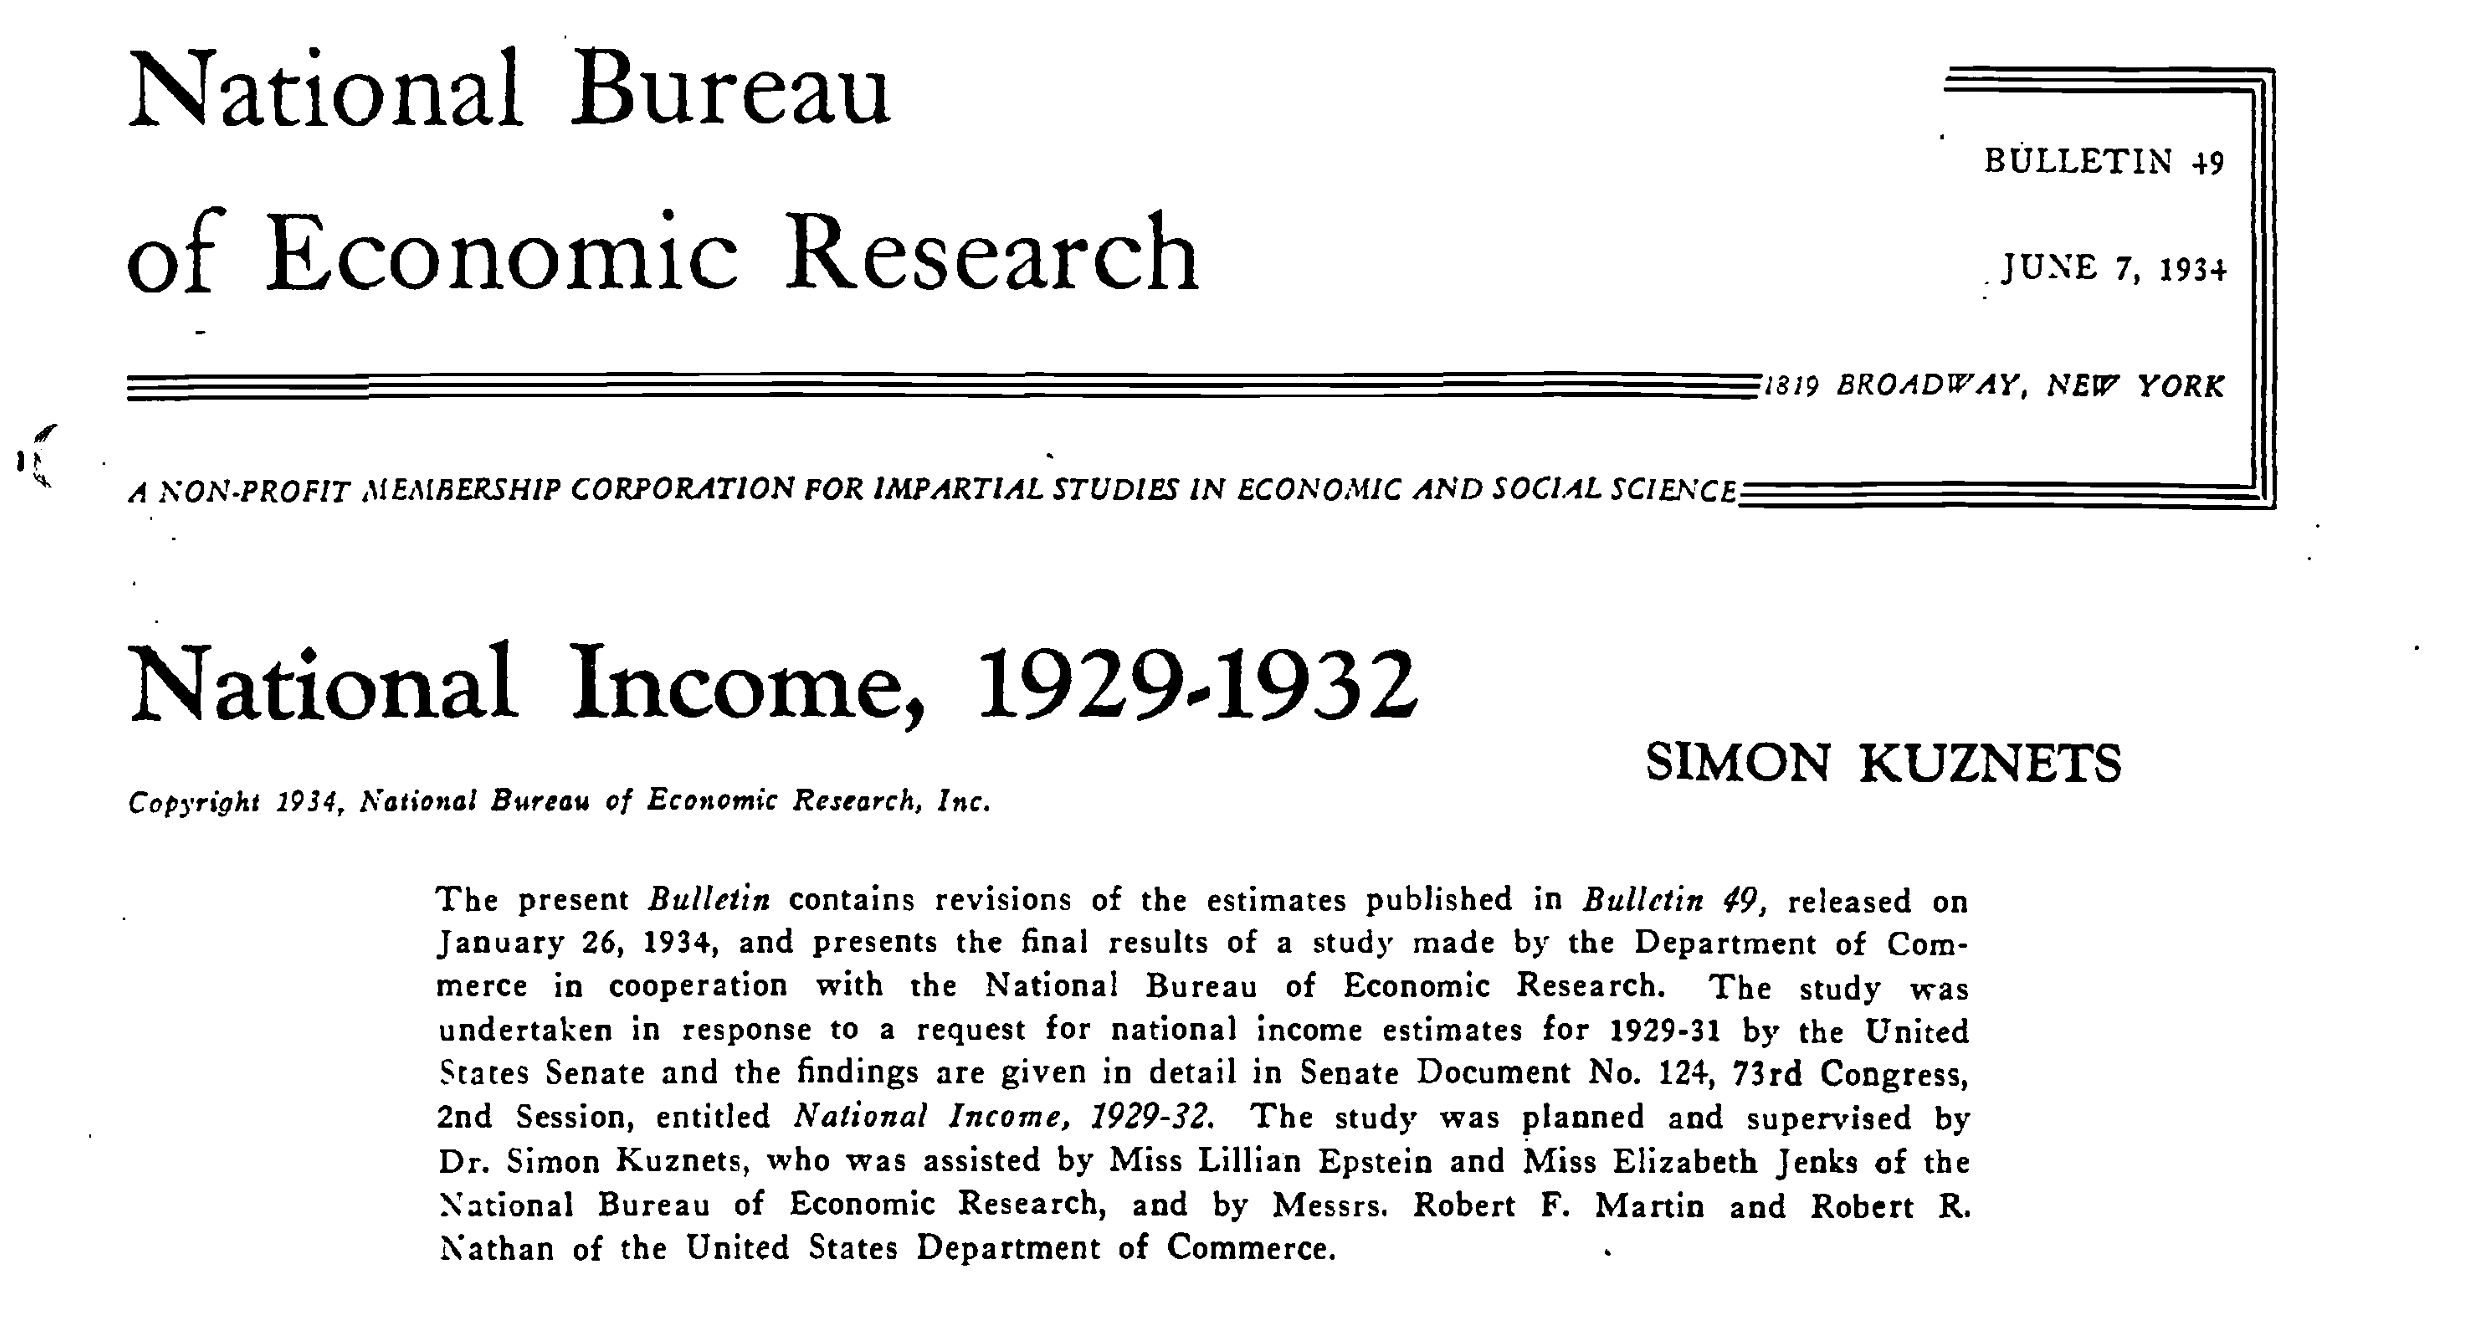 National Bureau
of Economic Research
BULLETIN 49
JUNE 7, 1934
1819 BROADWAY, NEW YORK
A NON-PROFIT MEMBERSHIP CORPORATION FOR IMPARTIAL STUDIES IN ECONOMIC AND SOCIAL SCIENCE
National Income, 1929-1932
SIMON KUZNETS
Copyright 1934, National Bureau of Economic Research, Inc.
The present Bulletin contains revisions of the estimates published in Bulletin 49, released on
January 26, 1934, and presents the final results of a study made by the Department of Com-
merce in cooperation with the National Bureau of Economic Research. The study was
undertaken in response to a request for national income estimates for 1929-31 by the United
States Senate and the findings are given in detail in Senate Document No. 124, 73rd Congress,
2nd Session, entitled National Income, 1929-32. The study was planned and supervised by
Dr. Simon Kuznets, who was assisted by Miss Lillian Epstein and Miss Elizabeth Jenks of the
National Bureau of Economic Research, and by Messrs. Robert F. Martin and Robert R.
Nathan of the United States Department of Commerce.